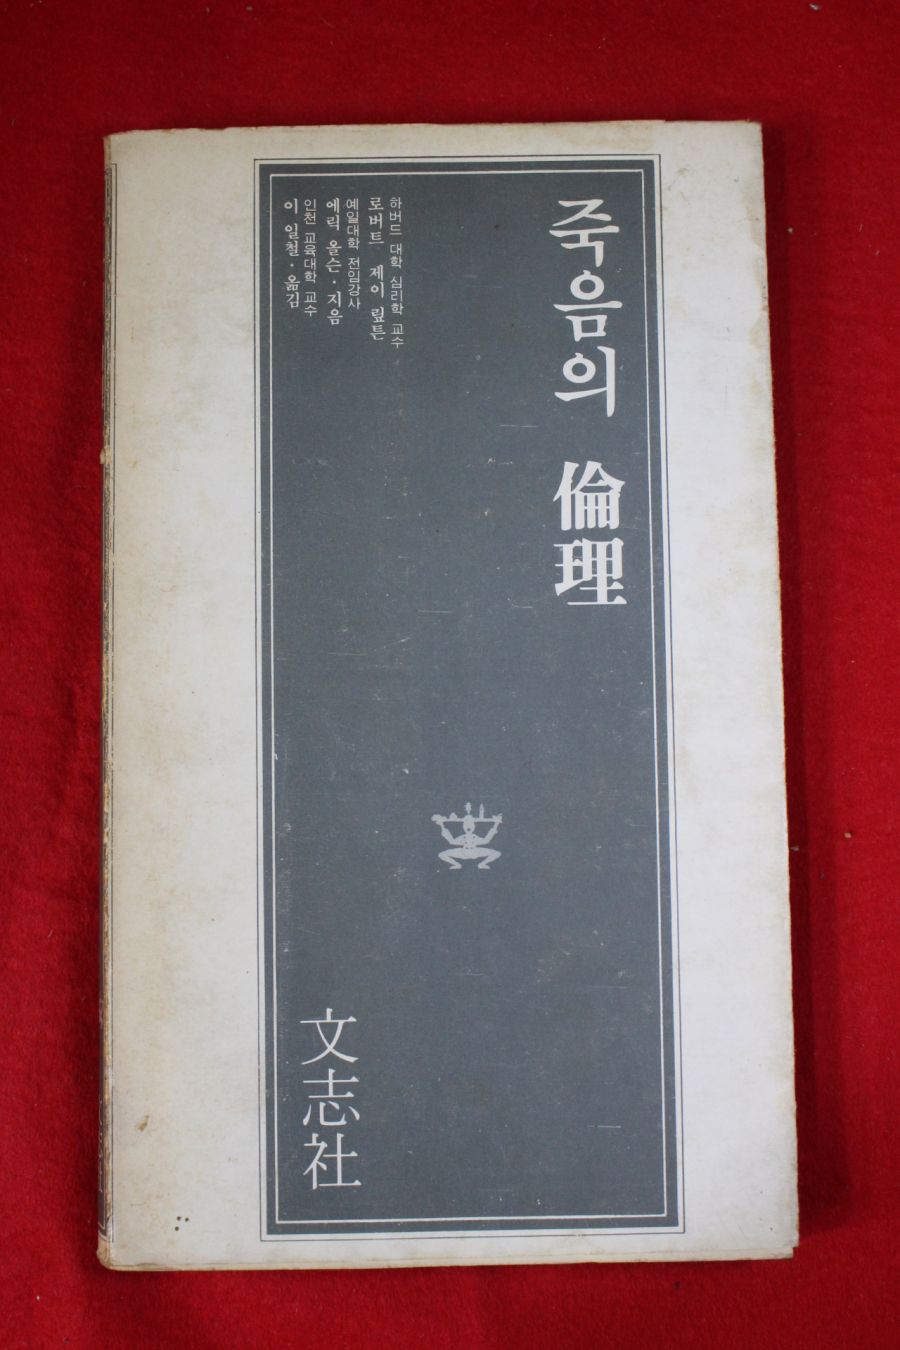 죽음의 倫理
하버드 대학 심리학 교수
로버트 제이 맆튼
예일대학 전임강사
에릭 올슨·지음
인천 교육대학 교수
이 일철·옮김
文志社